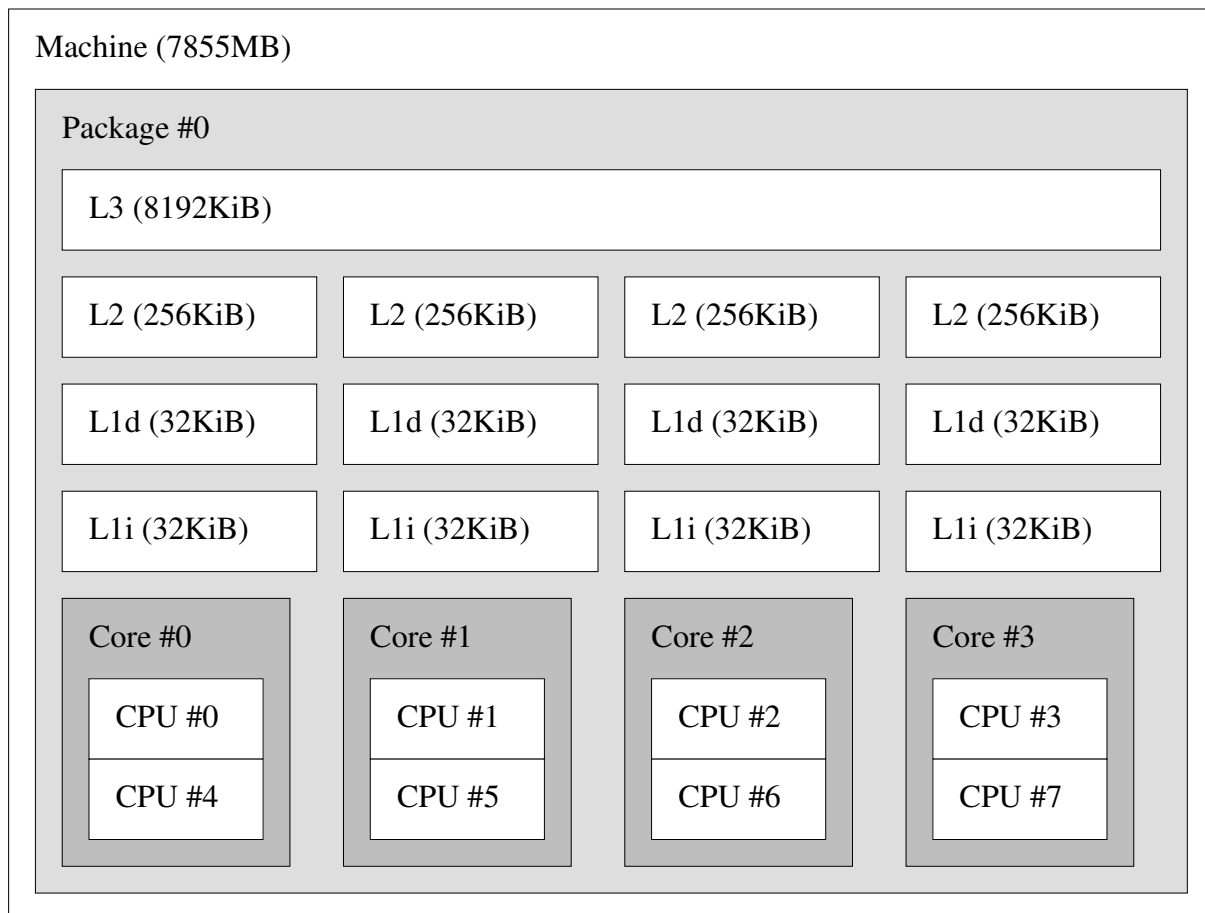 Machine (7855MB)
Package #0
L3 (8192KiB)
L2 (256KiB) L2 (256KiB) L2 (256KiB) L2 (256KiB)
L1d (32KiB) L1d (32KiB) L1d (32KiB) L1d (32KiB)
L1i (32KiB) L1i (32KiB) L1i (32KiB) L1i (32KiB)
Core #0 Core #1 Core #2 Core #3
CPU #0 CPU #1 CPU #2 CPU #3
CPU #4 CPU #5 CPU #6 CPU #7